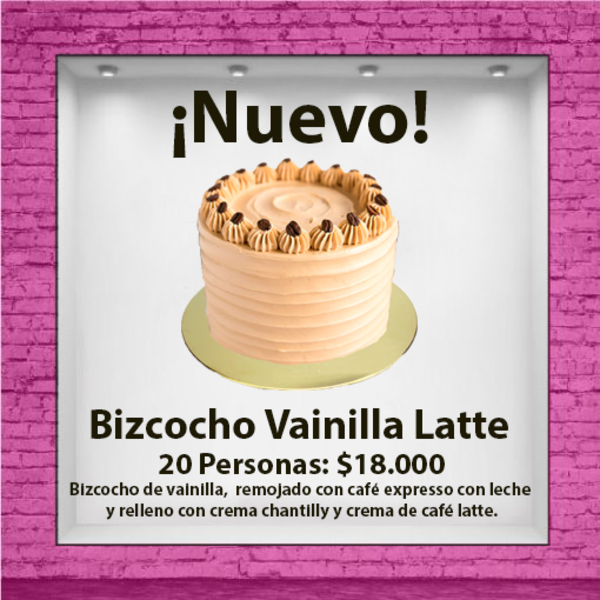 ¡Nuevo!
Bizcocho Vainilla Latte
20 Personas: $18.000
Bizcocho de vainilla, remojado con café expresso con leche
y relleno con crema chantilly y crema de café latte.